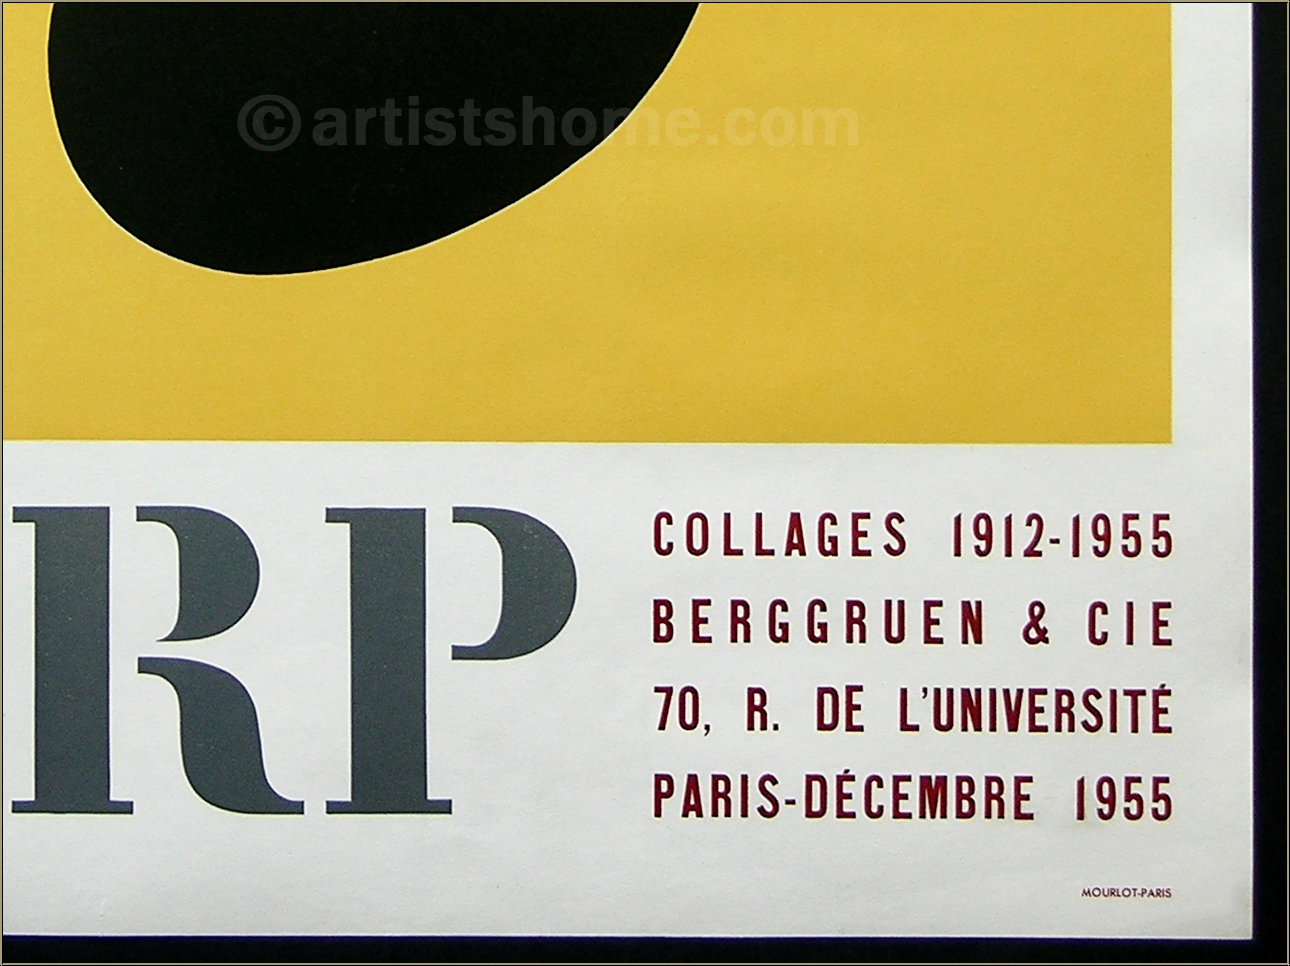 © artistshome.com
RP
COLLAGES 1912-1955
BERGGRUEN & CIE
70, R. DE L'UNIVERSITÉ
PARIS-DÉCEMBRE 1955
MOURLOT-PARIS